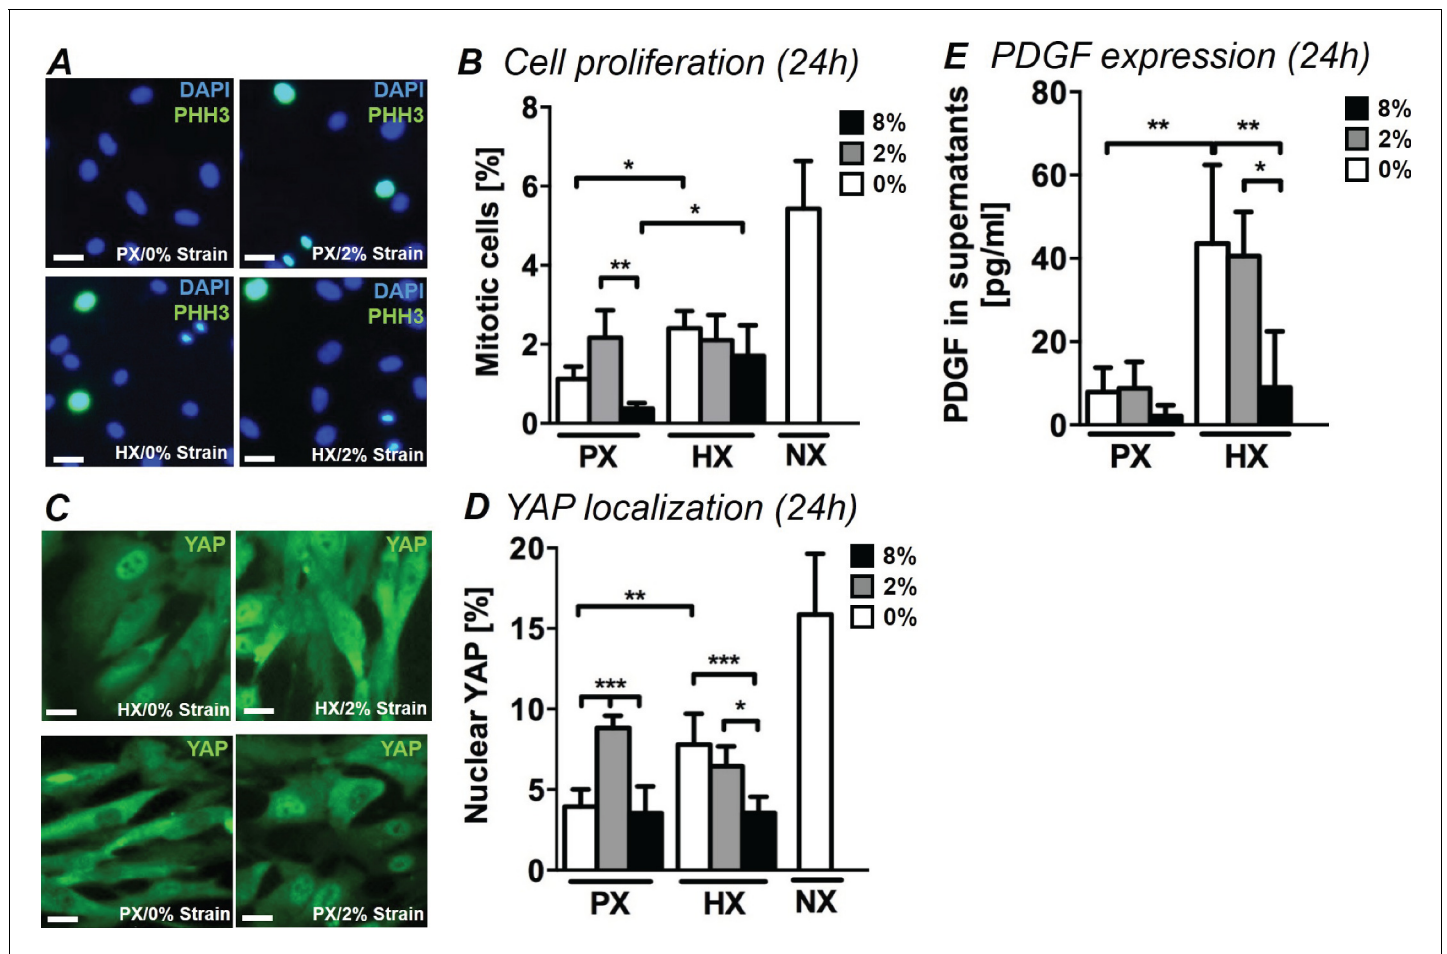 A
DAPI
PHH3
PX/0% Strain
DAPI
PHH3
PX/2% Strain
DAPI
PHH3
HX/0% Strain
DAPI
PHH3
HX/2% Strain
B Cell proliferation (24h)
Mitotic cells [%]
8
6
4
2
0
*
*
**
8%
2%
0%
PX
HX
NX
E PDGF expression (24h)
PDGF in supernatants
[pg/ml]
80
60
40
20
0
**
**
*
8%
2%
0%
PX
HX
C
YAP
HX/0% Strain
YAP
HX/2% Strain
YAP
PX/0% Strain
YAP
PX/2% Strain
D YAP localization (24h)
Nuclear YAP [%]
20
15
10
5
0
**
***
***
*
8%
2%
0%
PX
HX
NX